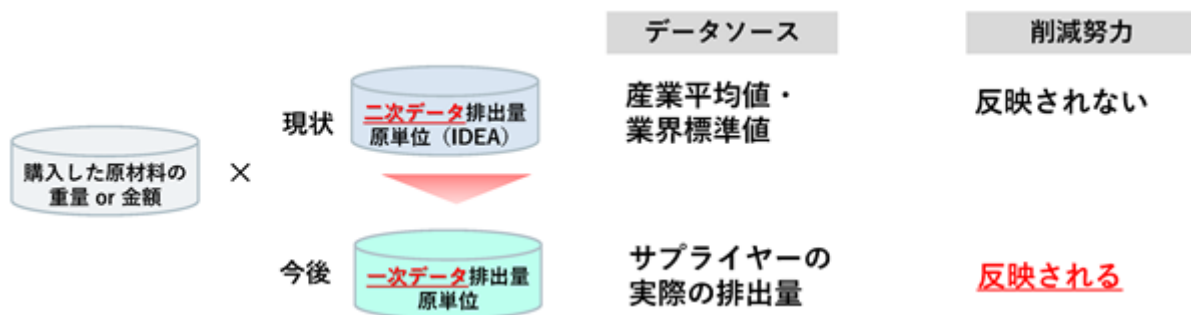 データソース
削減努力
現状
二次データ排出量
原単位（IDEA）
産業平均値・
業界標準値
反映されない
購入した原材料の
重量 or 金額
×
今後
一次データ排出量
原単位
サプライヤーの
実際の排出量
反映される